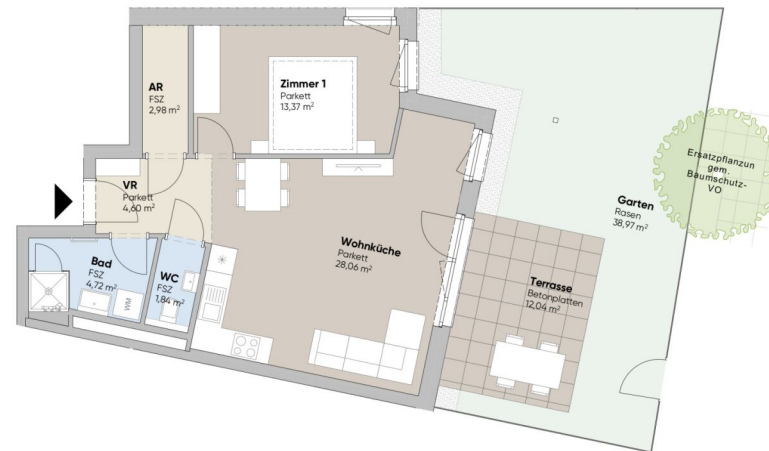 AR
FSZ
2,98 m²
Zimmer 1
Parkett
13,37 m²
VR
Parkett
4,60 m²
Bad
FSZ
4,72 m²
WM
WC
FSZ
1,84 m²
Wohnküche
Parkett
28,06 m²
Terrasse
Betonplatten
12,04 m²
Garten
Rasen
38,97 m²
Ersatzpflanzun
gem.
Baumschutz-
VO